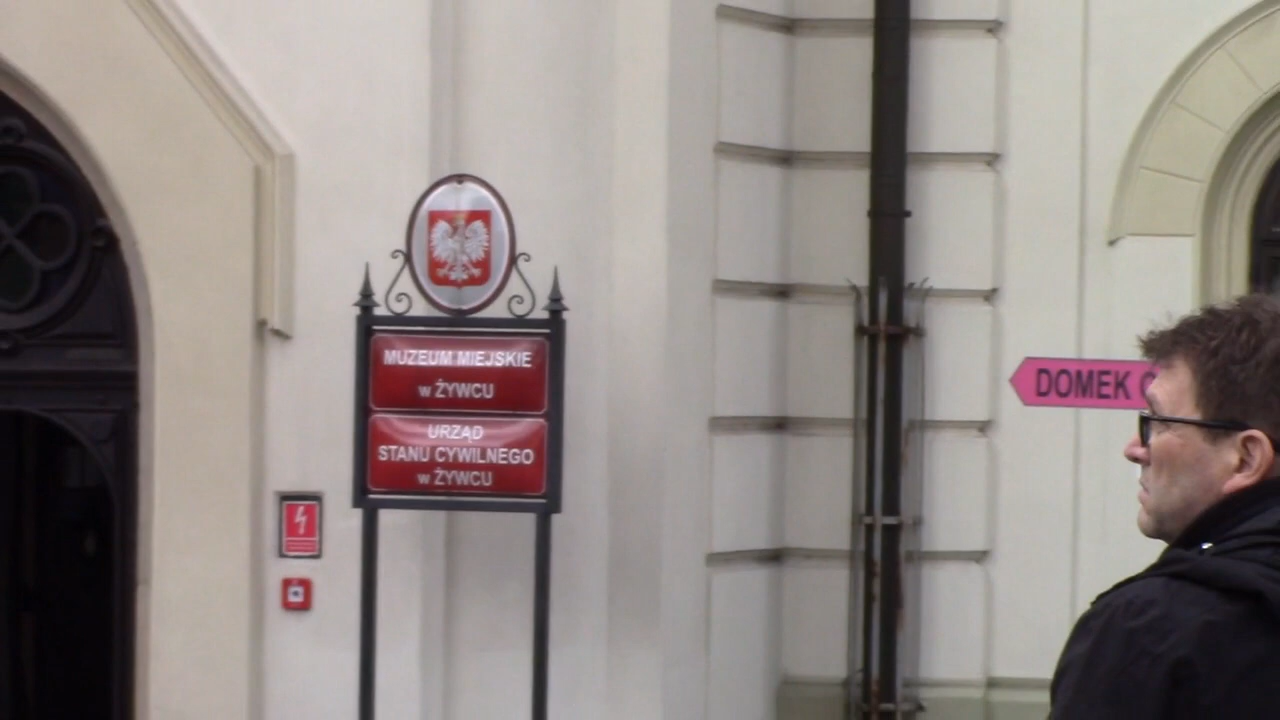 MUZEUM MIEJSKIE
w ŻYWCU
URZĄD
STANU CYWILNEGO
w ŻYWCU
DOMEK